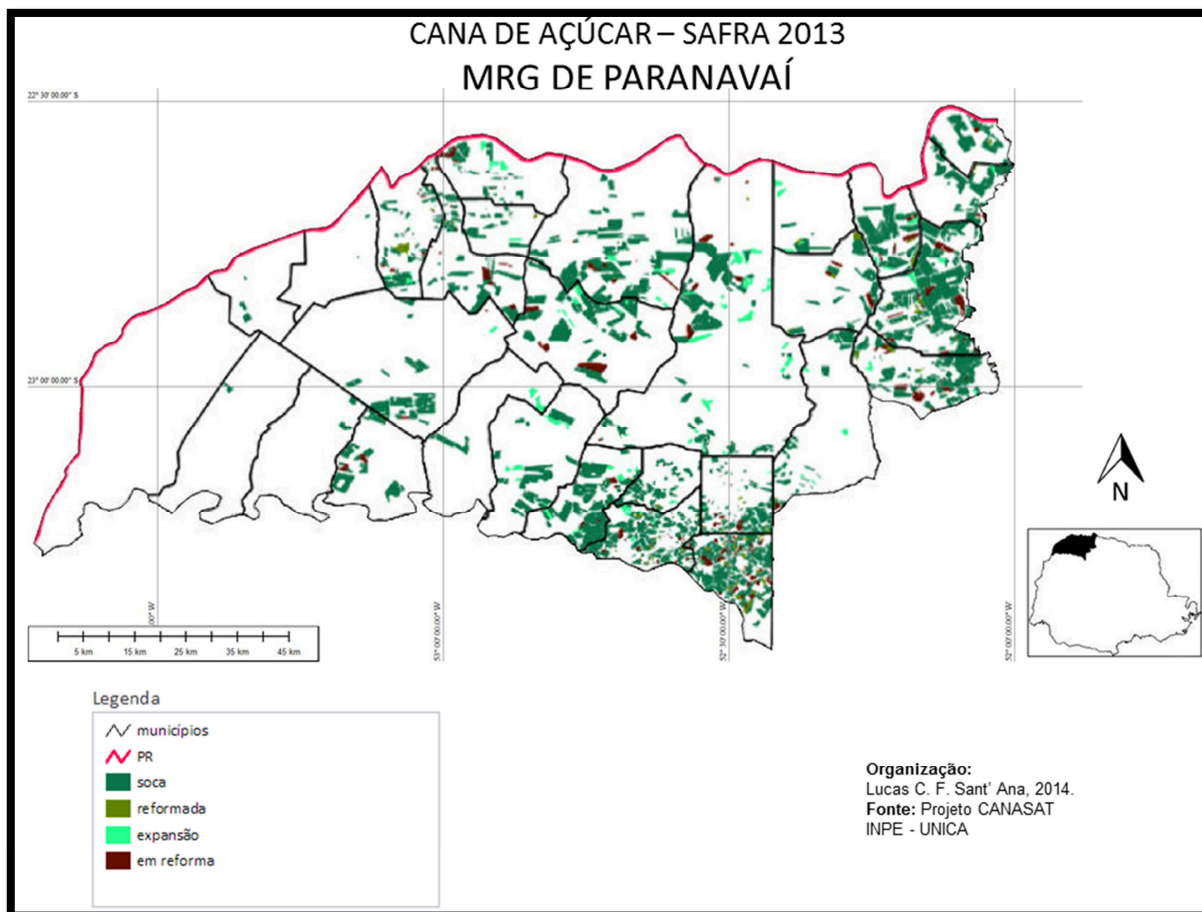 CANA DE AÇÚCAR – SAFRA 2013
MRG DE PARANAVAÍ
22° 30' 00.00" S
23° 00' 00.00" S
N
00" W
53° 00' 00.00" W
52° 30' 00.00" W
52° 00' 00.00" W
5 km 15 km 25 km 35 km 45 km
Legenda
municípios
PR
soca
reformada
expansão
em reforma
Organização:
Lucas C. F. Sant' Ana, 2014.
Fonte: Projeto CANASAT
INPE - UNICA